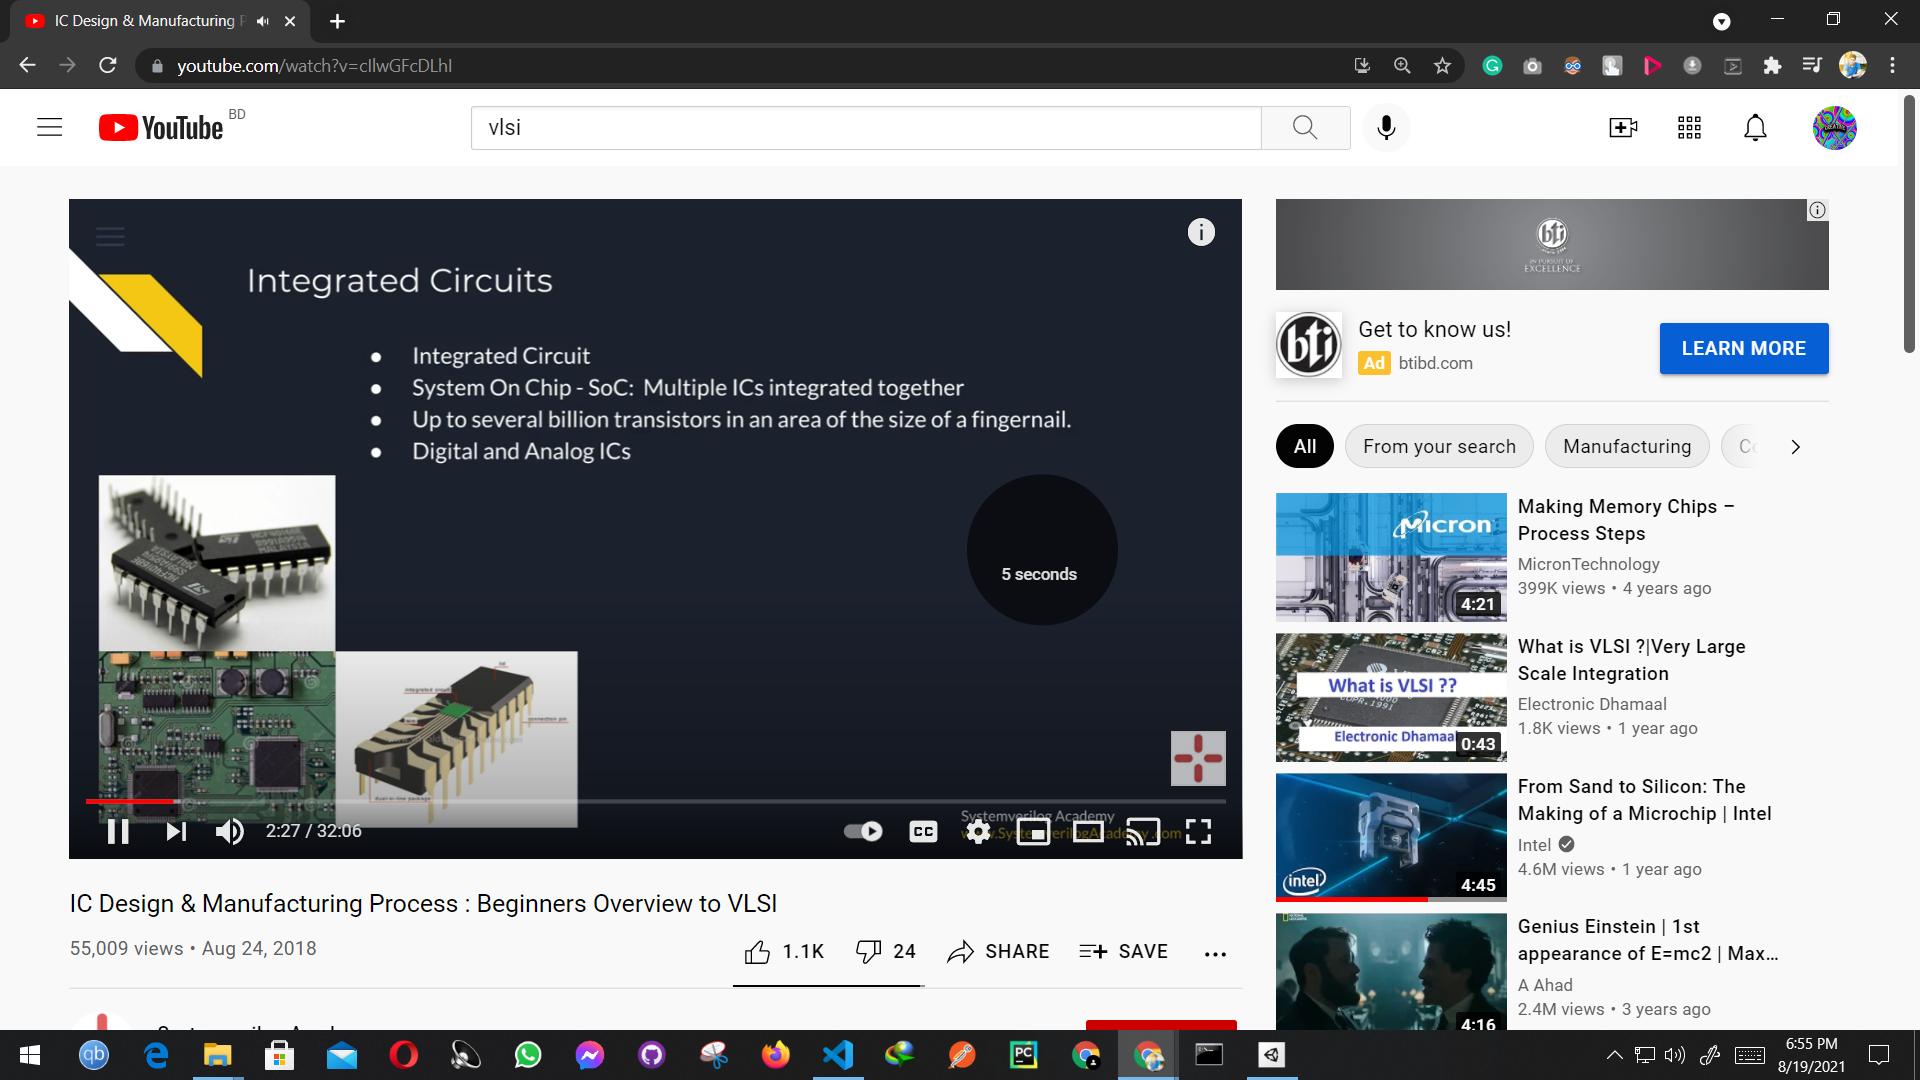 IC Design & Manufacturing P
youtube.com/watch?v=cIlwGFcDLhI
YouTube BD
vlsi
Integrated Circuits
Integrated Circuit
System On Chip - SoC: Multiple ICs integrated together
Up to several billion transistors in an area of the size of a fingernail.
Digital and Analog ICs
5 seconds
Systemverilog Academy
www.SystemverilogAcademy.com
2:27 / 32:06
CC
IC Design & Manufacturing Process : Beginners Overview to VLSI
55,009 views • Aug 24, 2018
1.1K
24
SHARE
SAVE
bti
IN PURSUIT OF
EXCELLENCE
bti
Get to know us!
Ad btibd.com
LEARN MORE
All
From your search
Manufacturing
Micron
4:21
Making Memory Chips –
Process Steps
MicronTechnology
399K views • 4 years ago
What is VLSI ??
Electronic Dhamaal
0:43
What is VLSI ?|Very Large
Scale Integration
Electronic Dhamaal
1.8K views • 1 year ago
intel
4:45
From Sand to Silicon: The
Making of a Microchip | Intel
Intel
4.6M views • 1 year ago
4:16
Genius Einstein | 1st
appearance of E=mc2 | Max...
A Ahad
2.4M views • 3 years ago
qb
PC
6:55 PM
8/19/2021